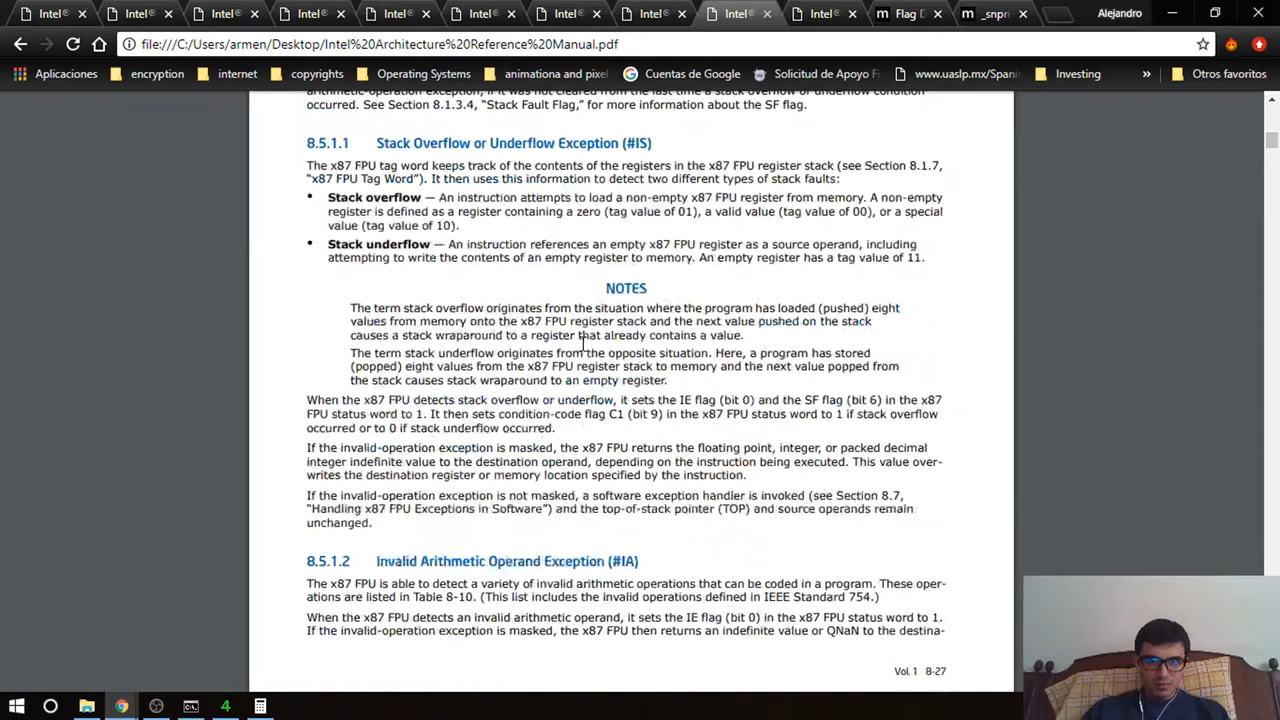 Intel®
Intel®
Intel®
Intel®
Intel®
Intel®
Intel®
Intel®
Intel®
Intel®
Flag D
_snpri
Alejandro
file:///C:/Users/armen/Desktop/Intel%20Architecture%20Reference%20Manual.pdf
Aplicaciones
encryption
internet
copyrights
Operating Systems
animationa and pixel
Cuentas de Google
Solicitud de Apoyo Fi
www.uaslp.mx/Spanis
Investing
»
Otros favoritos
arithmetic-operation exception, if it was not cleared from the last time a stack overflow or underflow condition
occurred. See Section 8.1.3.4, “Stack Fault Flag,” for more information about the SF flag.
8.5.1.1 Stack Overflow or Underflow Exception (#IS)
The x87 FPU tag word keeps track of the contents of the registers in the x87 FPU register stack (see Section 8.1.7,
“x87 FPU Tag Word”). It then uses this information to detect two different types of stack faults:
• Stack overflow — An instruction attempts to load a non-empty x87 FPU register from memory. A non-empty
register is defined as a register containing a zero (tag value of 01), a valid value (tag value of 00), or a special
value (tag value of 10).
• Stack underflow — An instruction references an empty x87 FPU register as a source operand, including
attempting to write the contents of an empty register to memory. An empty register has a tag value of 11.
NOTES
The term stack overflow originates from the situation where the program has loaded (pushed) eight
values from memory onto the x87 FPU register stack and the next value pushed on the stack
causes a stack wraparound to a register that already contains a value.
The term stack underflow originates from the opposite situation. Here, a program has stored
(popped) eight values from the x87 FPU register stack to memory and the next value popped from
the stack causes stack wraparound to an empty register.
When the x87 FPU detects stack overflow or underflow, it sets the IE flag (bit 0) and the SF flag (bit 6) in the x87
FPU status word to 1. It then sets condition-code flag C1 (bit 9) in the x87 FPU status word to 1 if stack overflow
occurred or to 0 if stack underflow occurred.
If the invalid-operation exception is masked, the x87 FPU returns the floating point, integer, or packed decimal
integer indefinite value to the destination operand, depending on the instruction being executed. This value over-
writes the destination register or memory location specified by the instruction.
If the invalid-operation exception is not masked, a software exception handler is invoked (see Section 8.7,
“Handling x87 FPU Exceptions in Software”) and the top-of-stack pointer (TOP) and source operands remain
unchanged.
8.5.1.2 Invalid Arithmetic Operand Exception (#IA)
The x87 FPU is able to detect a variety of invalid arithmetic operations that can be coded in a program. These oper-
ations are listed in Table 8-10. (This list includes the invalid operations defined in IEEE Standard 754.)
When the x87 FPU detects an invalid arithmetic operand, it sets the IE flag (bit 0) in the x87 FPU status word to 1.
If the invalid-operation exception is masked, the x87 FPU then returns an indefinite value or QNaN to the destina-
Vol. 1 8-27